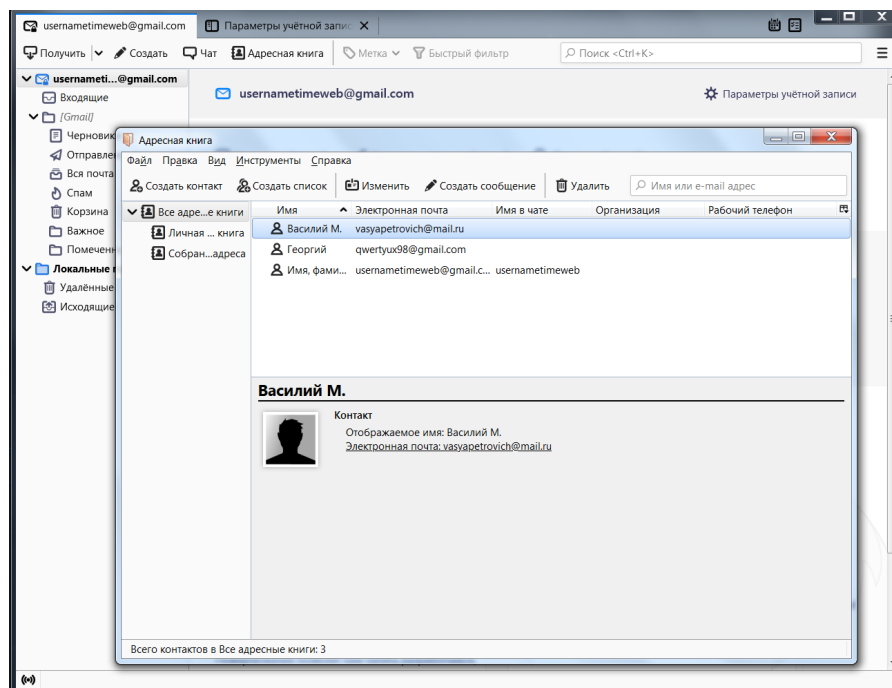 usernametimeweb@gmail.com Параметры учётной запис
Получить Создать Чат Адресная книга Метка Быстрый фильтр Поиск <Ctrl+K>
usernameti...@gmail.com
Входящие
[Gmail]
Черновик
Отправле
Вся почта
Спам
Корзина
Важное
Помеченн
Локальные
Удалённые
Исходящие
usernametimeweb@gmail.com Параметры учётной записи
Адресная книга
Файл Правка Вид Инструменты Справка
Создать контакт Создать список Изменить Создать сообщение Удалить Имя или e-mail адрес
Все адре...е книги
Личная ... книга
Собран...адреса
Имя Электронная почта Имя в чате Организация Рабочий телефон
Василий М. vasyapetrovich@mail.ru
Георгий qwertyux98@gmail.com
Имя, фами... usernametimeweb@gmail.c... usernametimeweb
Василий М.
Контакт
Отображаемое имя: Василий М.
Электронная почта: vasyapetrovich@mail.ru
Всего контактов в Все адресные книги: 3